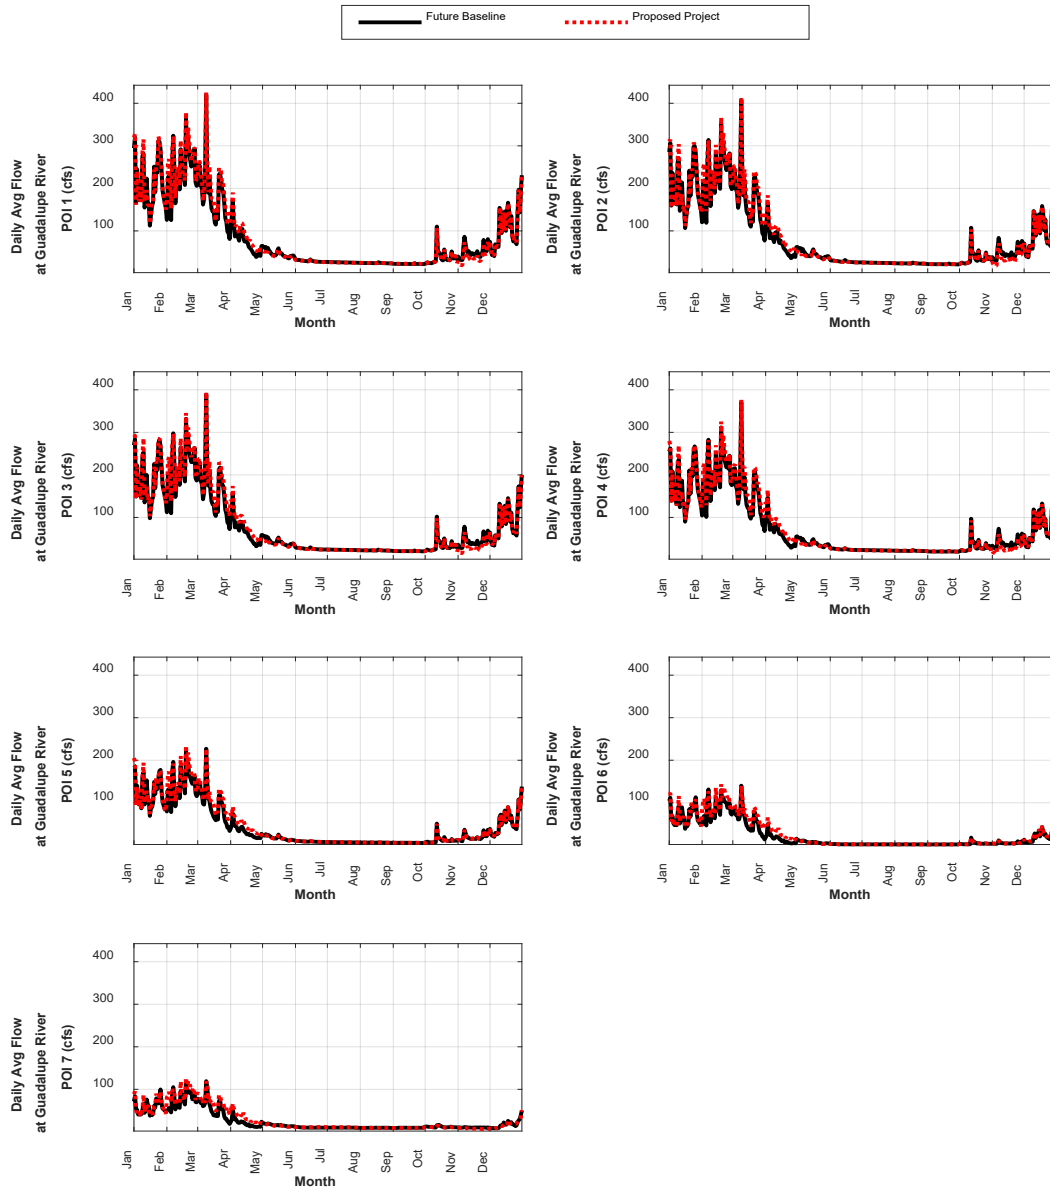 Future Baseline
Proposed Project
Daily Avg Flow
at Guadalupe River
POI 1 (cfs)
400
300
200
100
Jan Feb Mar Apr May Jun Jul Aug Sep Oct Nov Dec
Month
Daily Avg Flow
at Guadalupe River
POI 2 (cfs)
400
300
200
100
Jan Feb Mar Apr May Jun Jul Aug Sep Oct Nov Dec
Month
Daily Avg Flow
at Guadalupe River
POI 3 (cfs)
400
300
200
100
Jan Feb Mar Apr May Jun Jul Aug Sep Oct Nov Dec
Month
Daily Avg Flow
at Guadalupe River
POI 4 (cfs)
400
300
200
100
Jan Feb Mar Apr May Jun Jul Aug Sep Oct Nov Dec
Month
Daily Avg Flow
at Guadalupe River
POI 5 (cfs)
400
300
200
100
Jan Feb Mar Apr May Jun Jul Aug Sep Oct Nov Dec
Month
Daily Avg Flow
at Guadalupe River
POI 6 (cfs)
400
300
200
100
Jan Feb Mar Apr May Jun Jul Aug Sep Oct Nov Dec
Month
Daily Avg Flow
at Guadalupe River
POI 7 (cfs)
400
300
200
100
Jan Feb Mar Apr May Jun Jul Aug Sep Oct Nov Dec
Month